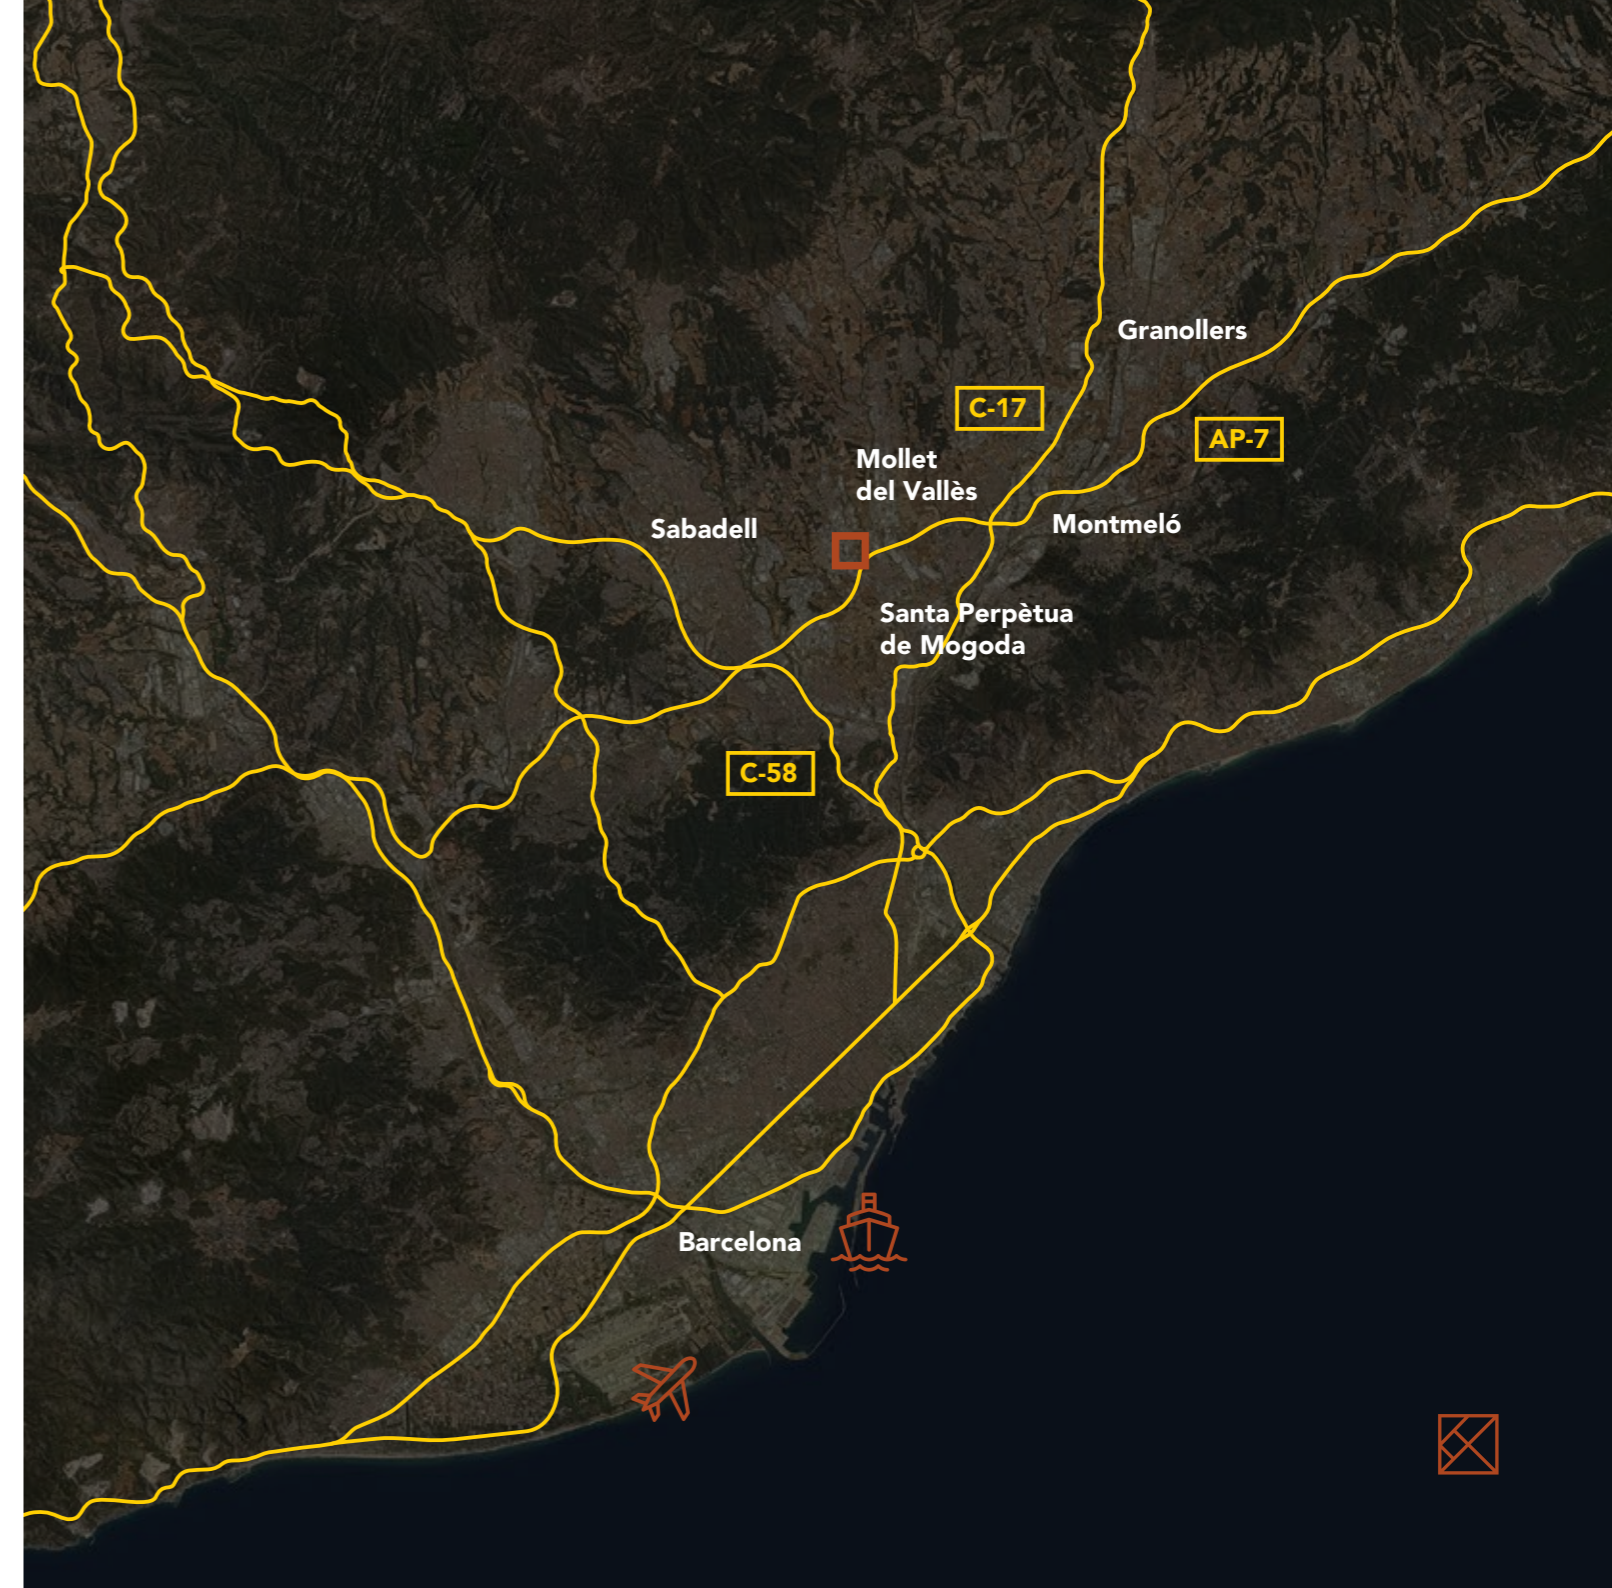 Granollers
C-17
AP-7
Mollet
del Vallès
Sabadell
Montmeló
Santa Perpètua
de Mogoda
C-58
Barcelona